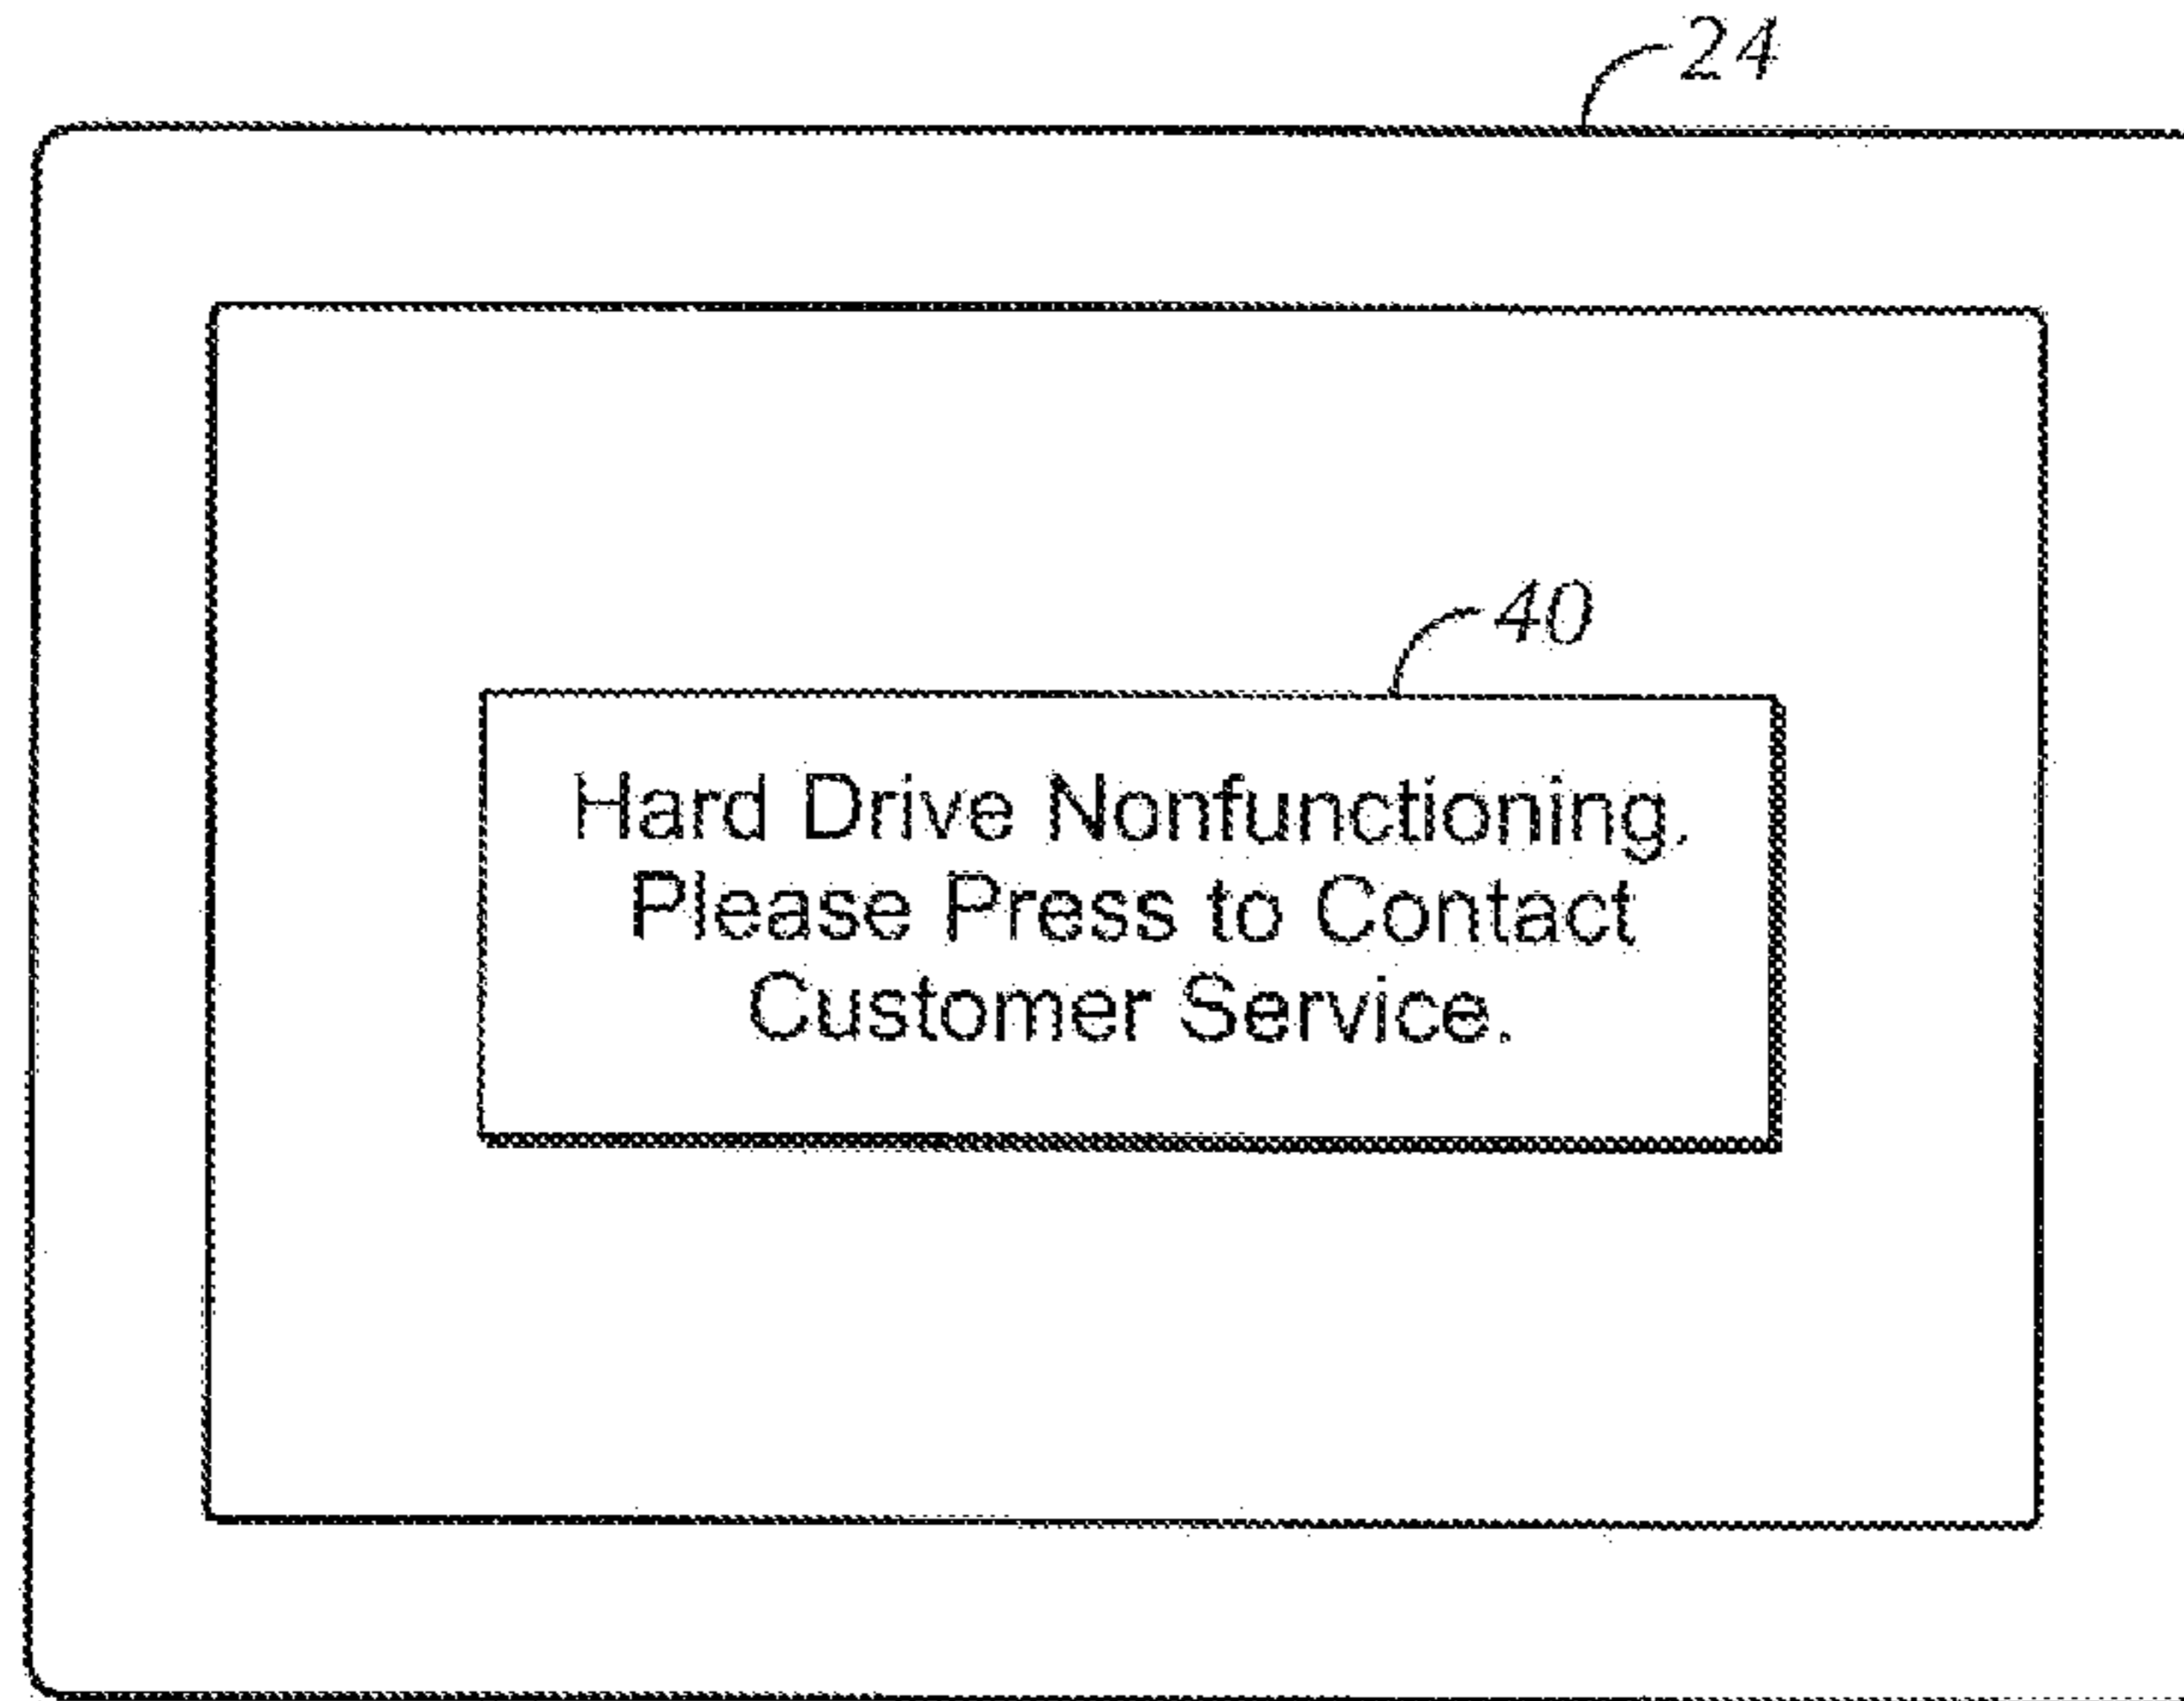 24
40
Hard Drive Nonfunctioning.
Please Press to Contact
Customer Service.